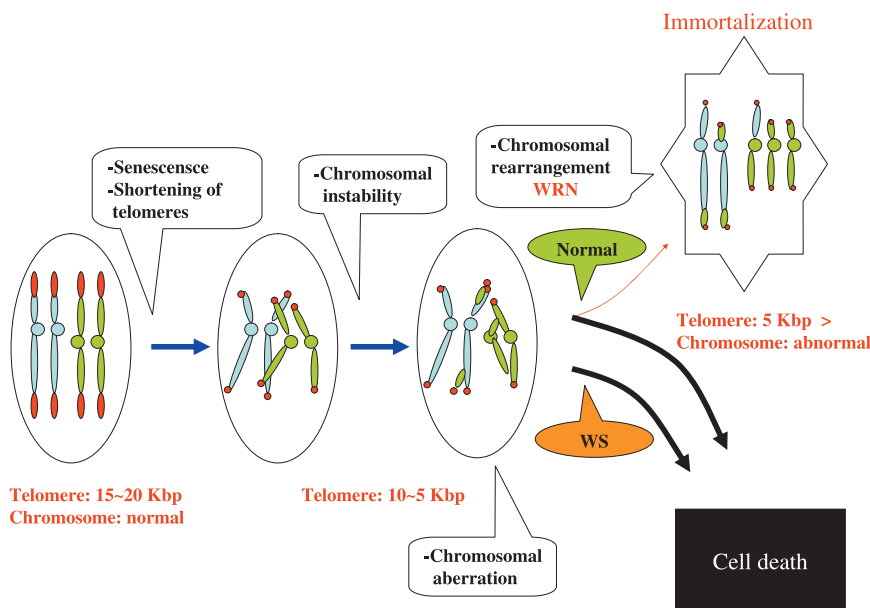 Immortalization
-Senescensce
-Shortening of
telomeres
-Chromosomal
instability
-Chromosomal
rearrangement
WRN
Normal
Telomere: 5 Kbp >
Chromosome: abnormal
WS
Telomere: 15~20 Kbp
Chromosome: normal
Telomere: 10~5 Kbp
-Chromosomal
aberration
Cell death